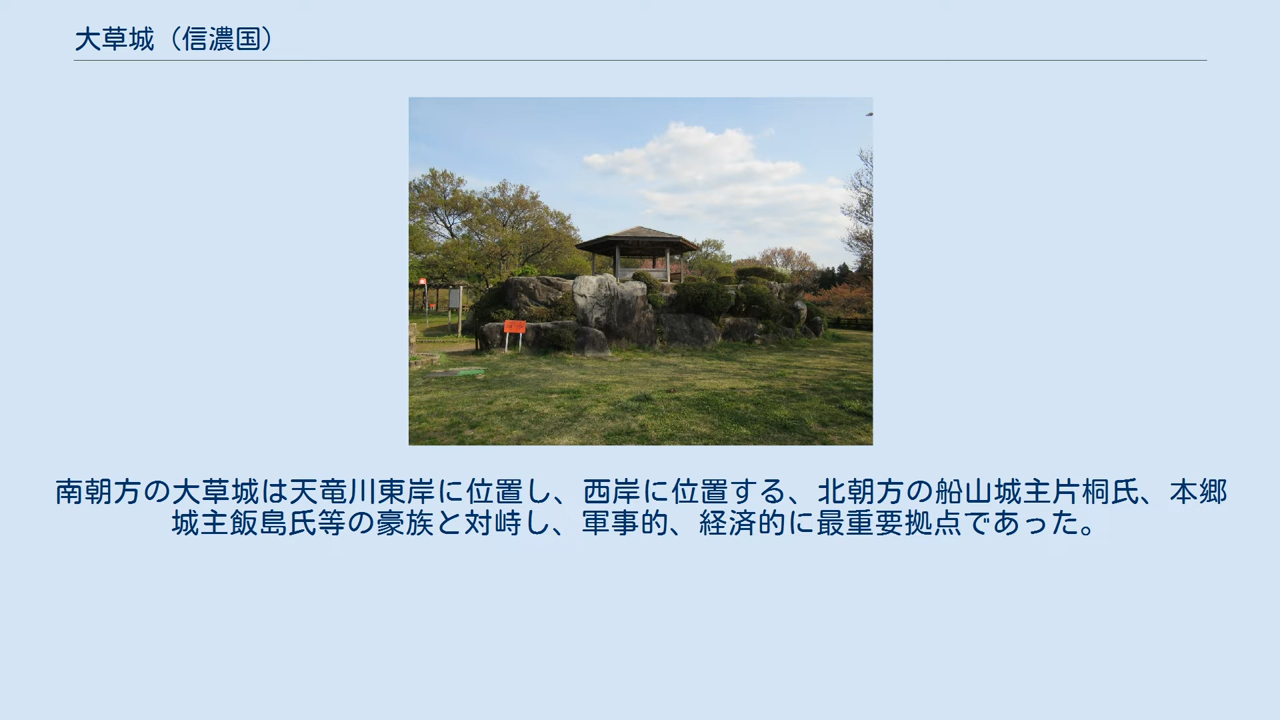 大草城（信濃国）
南朝方の大草城は天竜川東岸に位置し、西岸に位置する、北朝方の船山城主片桐氏、本郷
城主飯島氏等の豪族と対峙し、軍事的、経済的に最重要拠点であった。